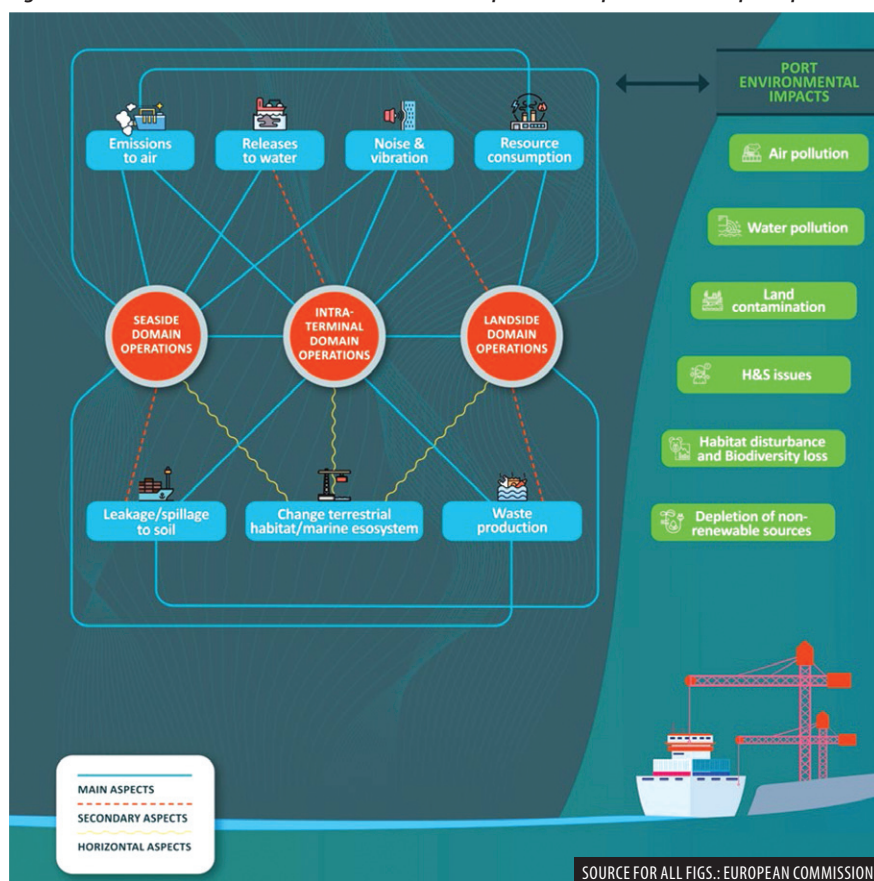 Emissions
to air
Releases
to water
Noise &
vibration
Resource
consumption
SEASIDE
DOMAIN
OPERATIONS
INTRA-
TERMINAL
DOMAIN
OPERATIONS
LANDSIDE
DOMAIN
OPERATIONS
Leakage/spillage
to soil
Change terrestrial
habitat/marine esosystem
Waste
production
PORT
ENVIRONMENTAL
IMPACTS
Air pollution
Water pollution
Land
contamination
H&S issues
Habitat disturbance
and Biodiversity loss
Depletion of non-
renewable sources
MAIN ASPECTS
SECONDARY ASPECTS
HORIZONTAL ASPECTS
SOURCE FOR ALL FIGS.: EUROPEAN COMMISSION